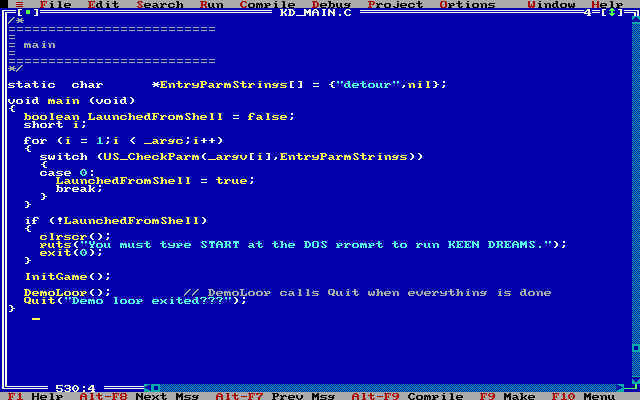 ≡ File Edit Search Run Compile Debug Project Options Window Help
[■] KD_MAIN.C 4=[↕]
/*
==========================
=
= main
=
==========================
*/
static char *EntryParmStrings[] = {"detour",nil};
void main (void)
{
boolean LaunchedFromShell = false;
short i;
for (i = 1;i < _argc;i++)
{
switch (US_CheckParm(_argv[i],EntryParmStrings))
{
case 0:
LaunchedFromShell = true;
break;
}
}
if (!LaunchedFromShell)
{
clrscr();
puts("You must type START at the DOS prompt to run KEEN DREAMS.");
exit(0);
}
InitGame();
DemoLoop(); // DemoLoop calls Quit when everything is done
Quit("Demo loop exited???");
}
530:4
F1 Help Alt-F8 Next Msg Alt-F7 Prev Msg Alt-F9 Compile F9 Make F10 Menu